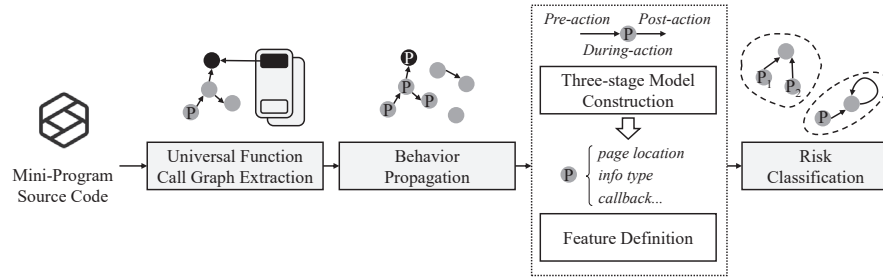 Mini-Program
Source Code
P
Universal Function
Call Graph Extraction
P
P
P
P
Behavior
Propagation
Pre-action
Post-action
P
During-action
Three-stage Model
Construction
P
page location
info type
callback...
Feature Definition
P1
P2
P
Risk
Classification